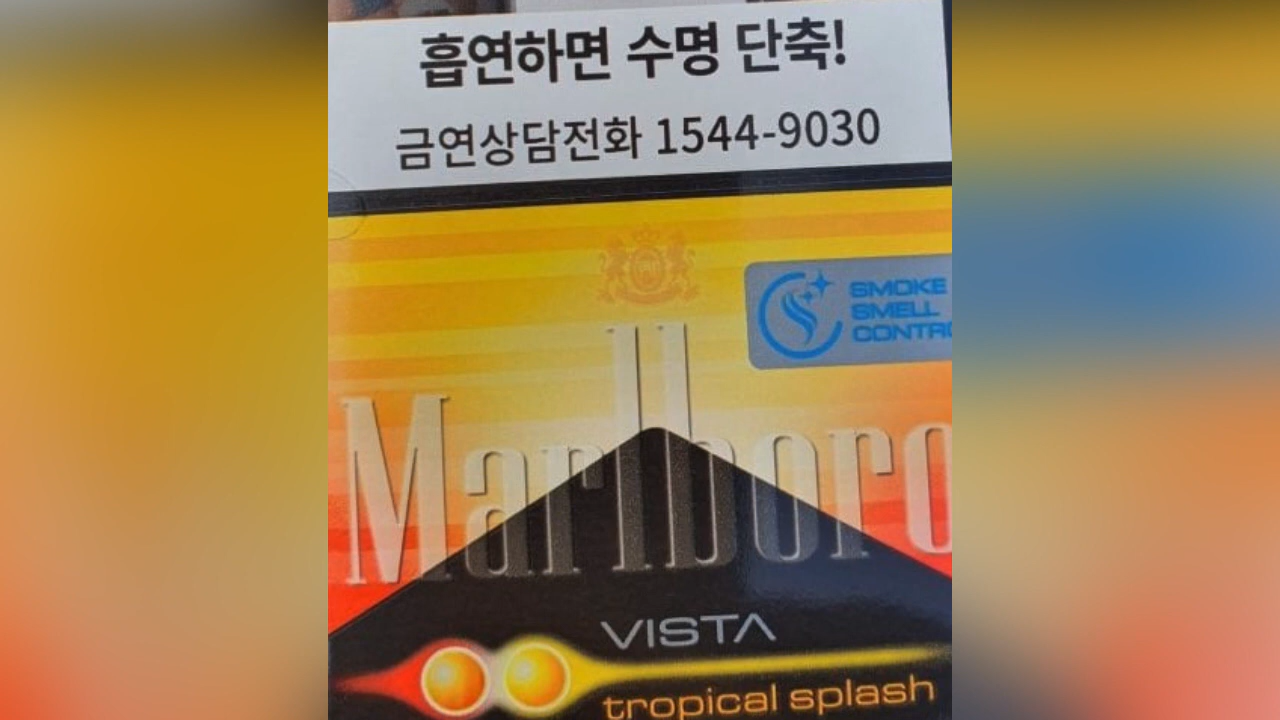 흡연하면 수명 단축!
금연상담전화 1544-9030
SMOKE
SMELL
CONTRO
Marlboro
VISTA
tropical splash